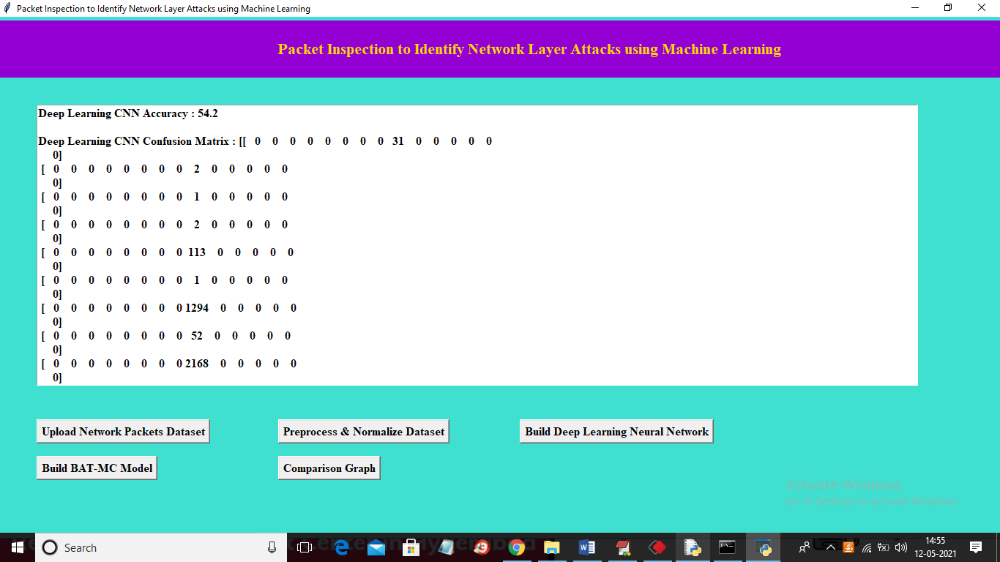 Packet Inspection to Identify Network Layer Attacks using Machine Learning
Packet Inspection to Identify Network Layer Attacks using Machine Learning
Deep Learning CNN Accuracy : 54.2
Deep Learning CNN Confusion Matrix : [[ 0 0 0 0 0 0 0 0 31 0 0 0 0 0
0]
[ 0 0 0 0 0 0 0 0 2 0 0 0 0 0
0]
[ 0 0 0 0 0 0 0 0 1 0 0 0 0 0
0]
[ 0 0 0 0 0 0 0 0 2 0 0 0 0 0
0]
[ 0 0 0 0 0 0 0 0 113 0 0 0 0 0
0]
[ 0 0 0 0 0 0 0 0 1 0 0 0 0 0
0]
[ 0 0 0 0 0 0 0 0 1294 0 0 0 0 0
0]
[ 0 0 0 0 0 0 0 0 52 0 0 0 0 0
0]
[ 0 0 0 0 0 0 0 0 2168 0 0 0 0 0
0]
Upload Network Packets Dataset Preprocess & Normalize Dataset Build Deep Learning Neural Network
Build BAT-MC Model Comparison Graph
Activate Windows
Go to Settings to activate Windows.
Search
14:55
12-05-2021